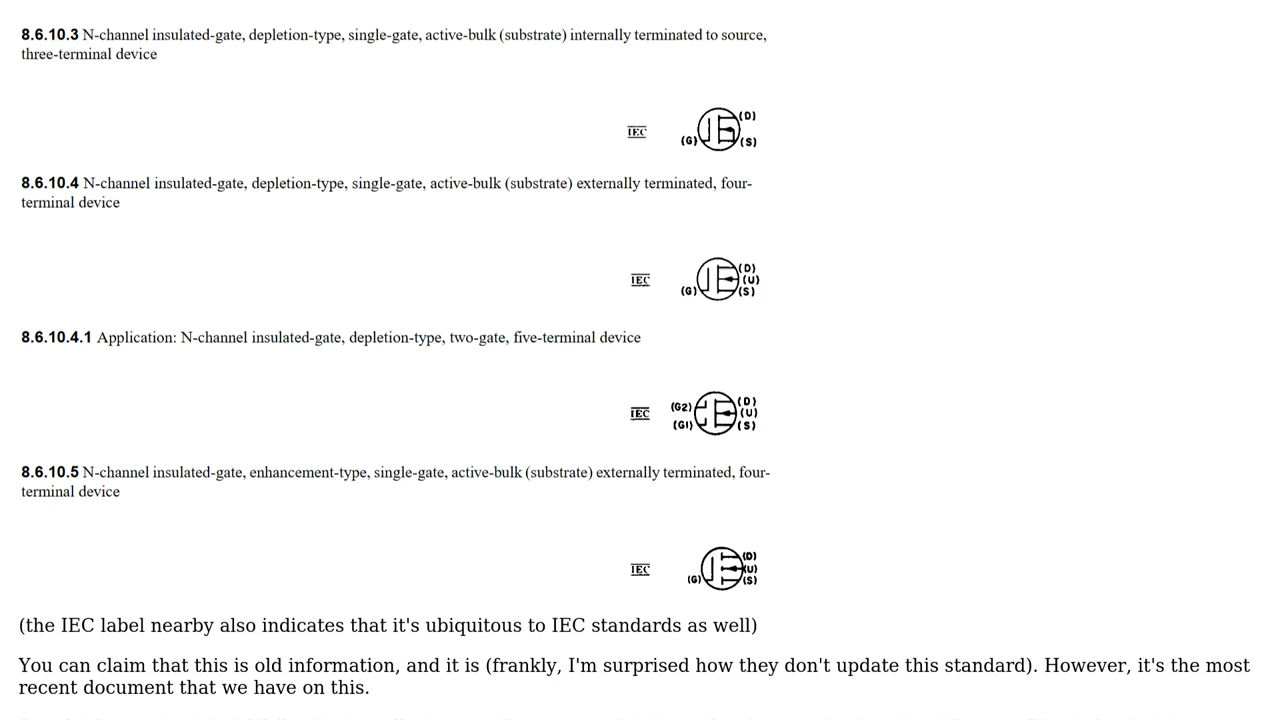 8.6.10.3 N-channel insulated-gate, depletion-type, single-gate, active-bulk (substrate) internally terminated to source,
three-terminal device
IEC
(D)
(G)
(S)
8.6.10.4 N-channel insulated-gate, depletion-type, single-gate, active-bulk (substrate) externally terminated, four-
terminal device
IEC
(D)
(U)
(G)
(S)
8.6.10.4.1 Application: N-channel insulated-gate, depletion-type, two-gate, five-terminal device
IEC
(G2)
(D)
(U)
(G1)
(S)
8.6.10.5 N-channel insulated-gate, enhancement-type, single-gate, active-bulk (substrate) externally terminated, four-
terminal device
IEC
(D)
(U)
(G)
(S)
(the IEC label nearby also indicates that it's ubiquitous to IEC standards as well)
You can claim that this is old information, and it is (frankly, I'm surprised how they don't update this standard). However, it's the most
recent document that we have on this.